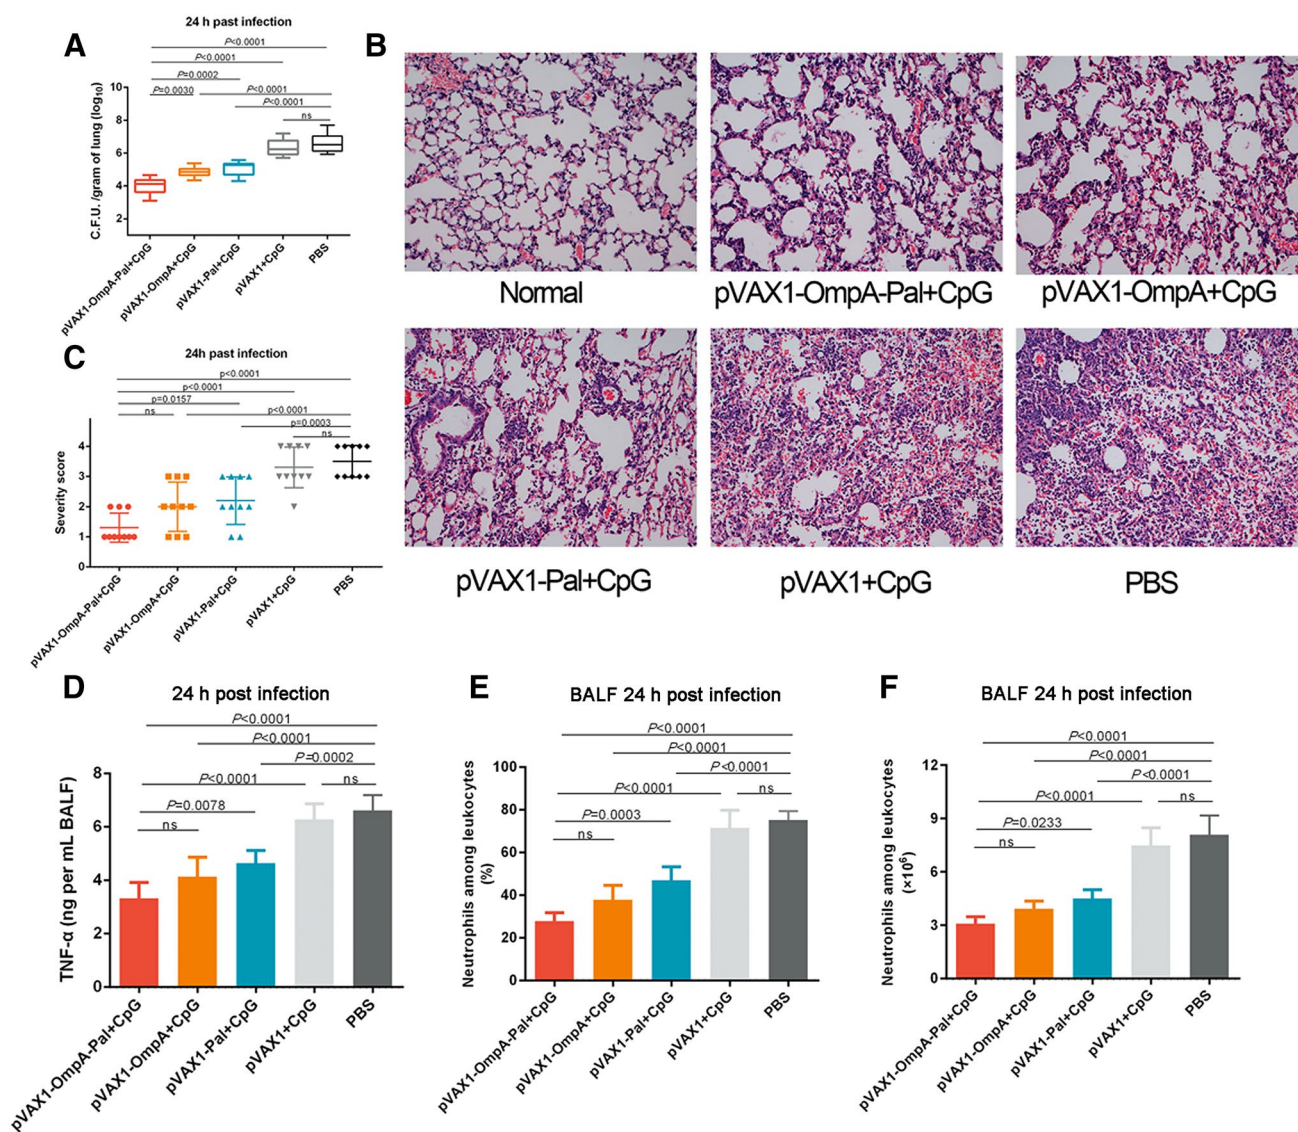 A
24 h past infection
P<0.0001
P<0.0001
P=0.0002
P<0.0001
P=0.0030
P<0.0001
ns
C.F.U. /gram of lung (log10)
10
8
6
4
2
pVAX1-OmpA-Pal+CpG
pVAX1-OmpA+CpG
pVAX1-Pal+CpG
pVAX1+CpG
PBS
B
Normal
pVAX1-OmpA-Pal+CpG
pVAX1-OmpA+CpG
pVAX1-Pal+CpG
pVAX1+CpG
PBS
C
24h past infection
p<0.0001
p<0.0001
p=0.0157
ns
p<0.0001
p=0.0003
ns
Severity score
4
3
2
1
0
pVAX1-OmpA-Pal+CpG
pVAX1-OmpA+CpG
pVAX1-Pal+CpG
pVAX1+CpG
PBS
D
24 h post infection
P<0.0001
P<0.0001
P=0.0002
P<0.0001
ns
P=0.0078
ns
TNF-α (ng per mL BALF)
8
6
4
2
0
pVAX1-OmpA-Pal+CpG
pVAX1-OmpA+CpG
pVAX1-Pal+CpG
pVAX1+CpG
PBS
E
BALF 24 h post infection
P<0.0001
P<0.0001
P<0.0001
P<0.0001
ns
P=0.0003
ns
Neutrophils among leukocytes
(%)
100
80
60
40
20
0
pVAX1-OmpA-Pal+CpG
pVAX1-OmpA+CpG
pVAX1-Pal+CpG
pVAX1+CpG
PBS
F
BALF 24 h post infection
P<0.0001
P<0.0001
P<0.0001
P<0.0001
ns
P=0.0233
ns
Neutrophils among leukocytes
(×10⁶)
12
9
6
3
0
pVAX1-OmpA-Pal+CpG
pVAX1-OmpA+CpG
pVAX1-Pal+CpG
pVAX1+CpG
PBS